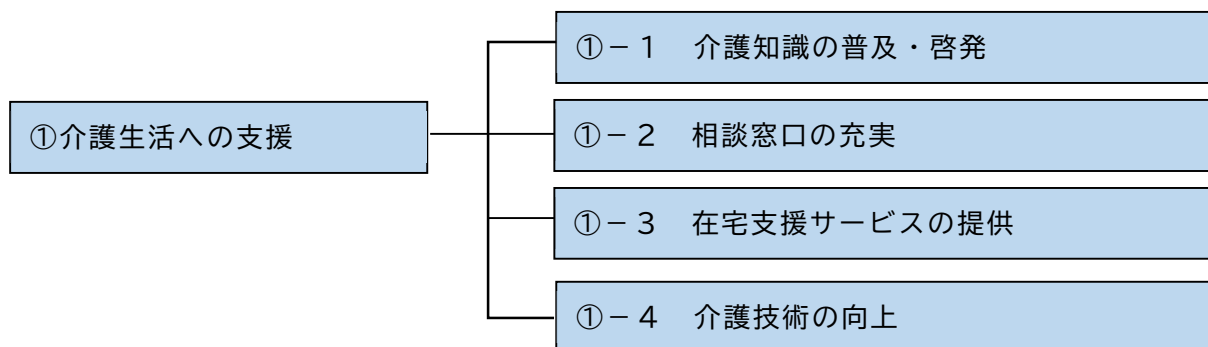 ①介護生活への支援
①－１　介護知識の普及・啓発
①－２　相談窓口の充実
①－３　在宅支援サービスの提供
①－４　介護技術の向上